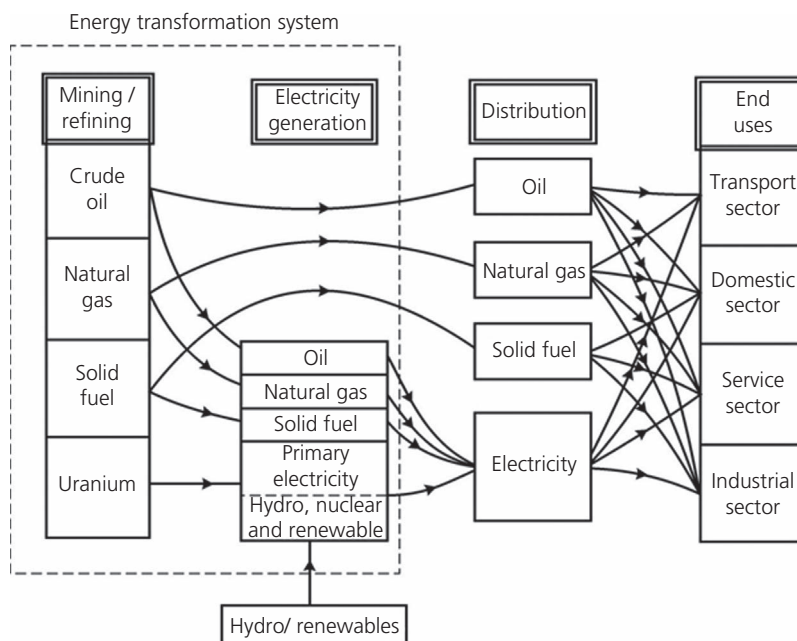 Energy transformation system
Mining /
refining
Crude
oil
Natural
gas
Solid
fuel
Uranium
Electricity
generation
Oil
Natural gas
Solid fuel
Primary
electricity
Hydro, nuclear
and renewable
Hydro/ renewables
Distribution
Oil
Natural gas
Solid fuel
Electricity
End
uses
Transport
sector
Domestic
sector
Service
sector
Industrial
sector